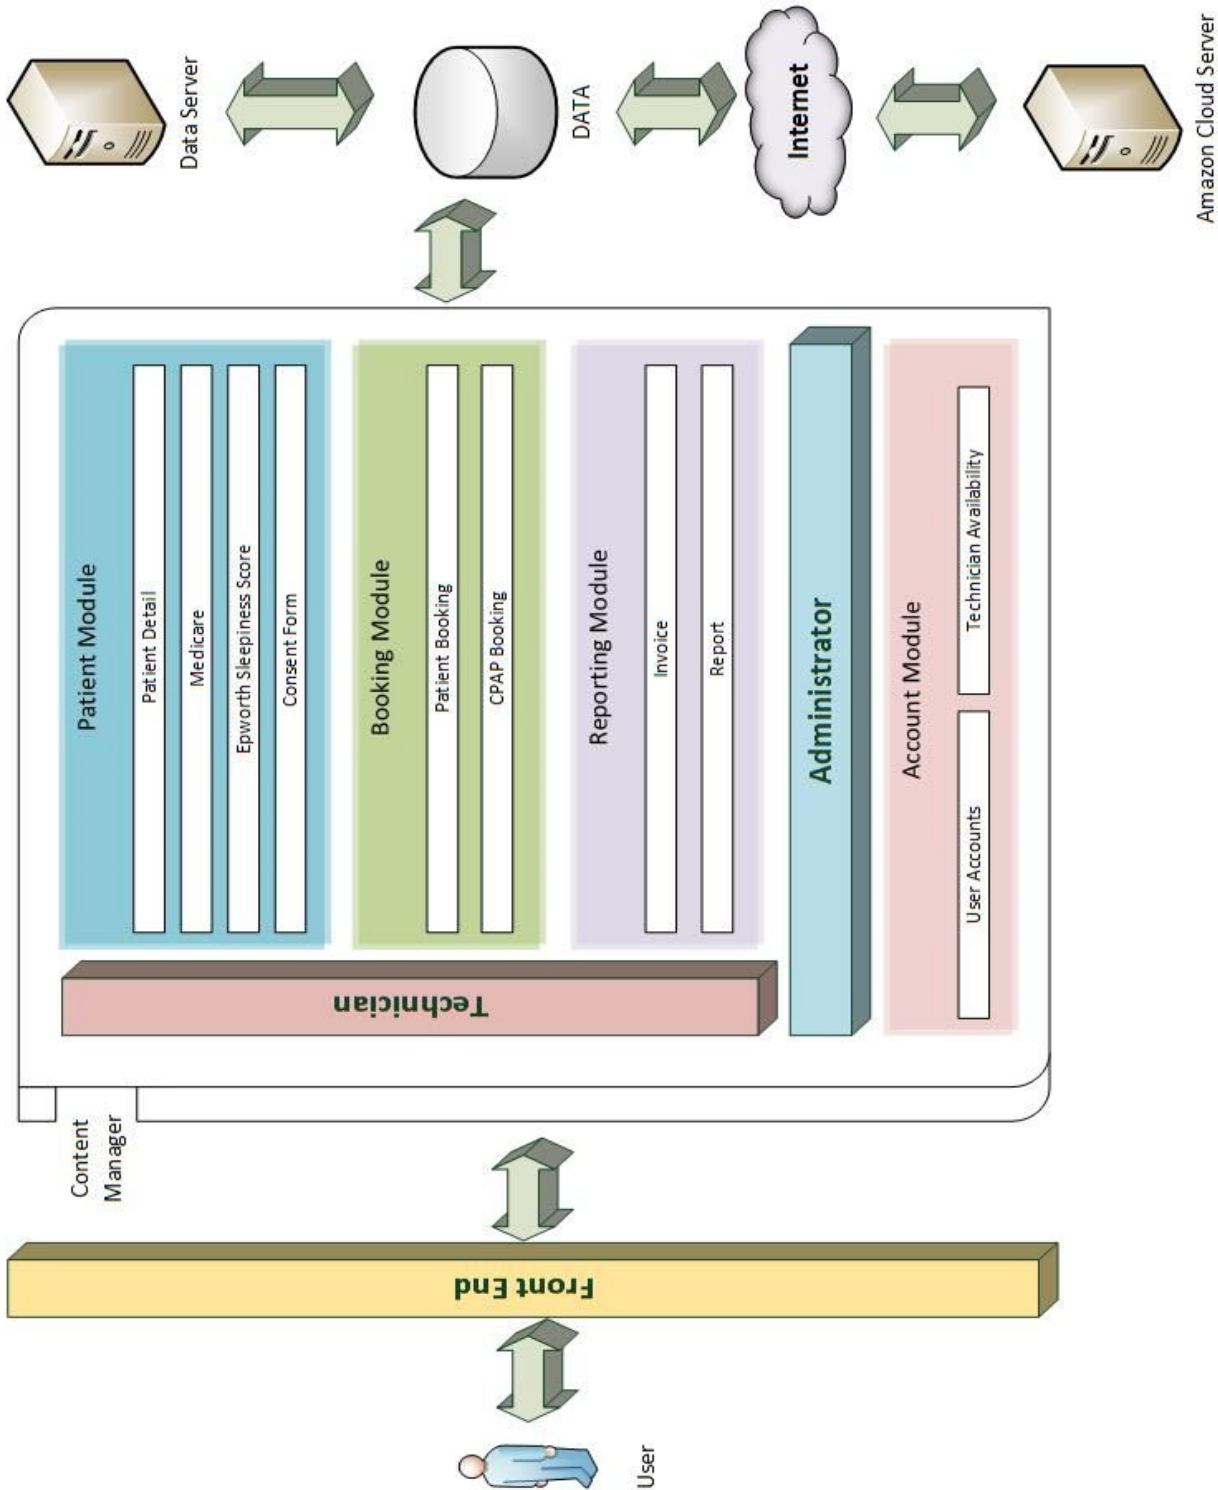 User
Front End
Content
Manager
Technician
Patient Module
Patient Detail
Medicare
Epworth Sleepiness Score
Consent Form
Booking Module
Patient Booking
CPAP Booking
Reporting Module
Invoice
Report
Administrator
Account Module
User Accounts
Technician Availability
Data Server
DATA
Internet
Amazon Cloud Server